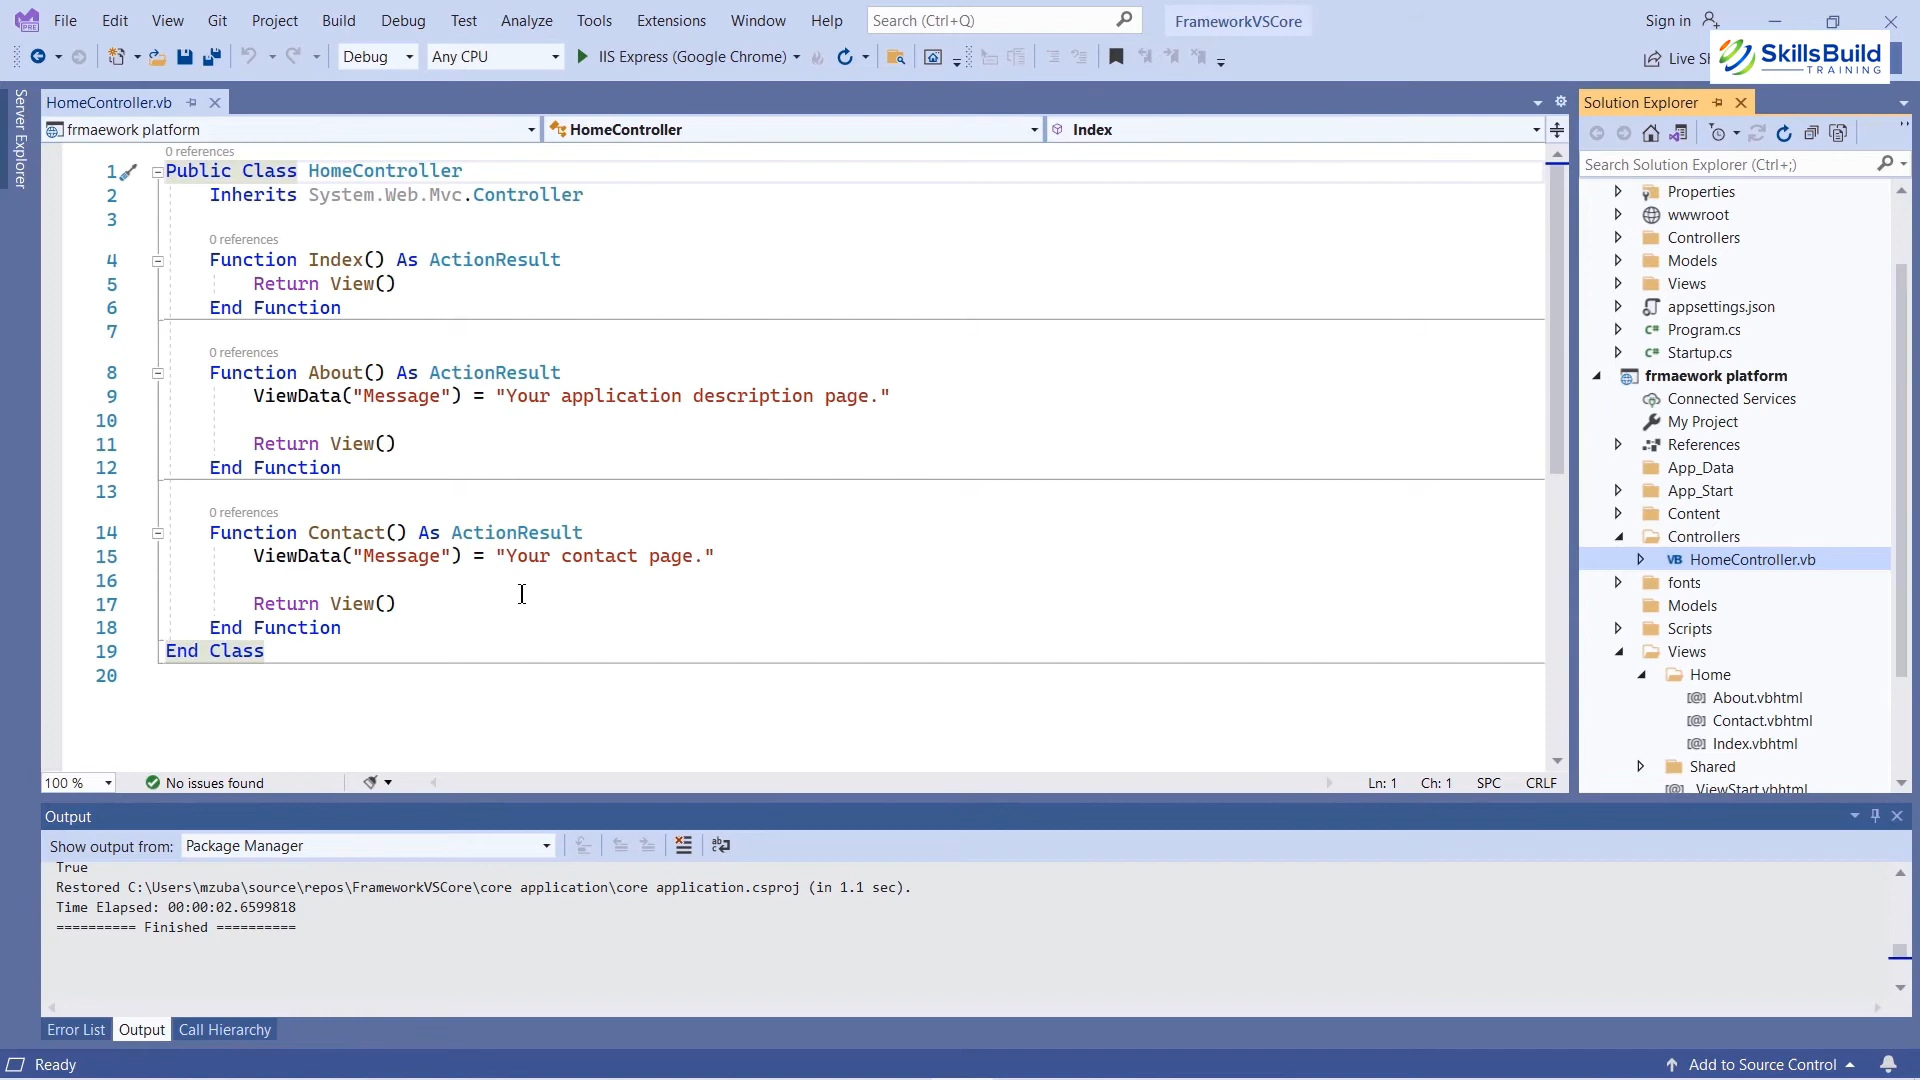 File Edit View Git Project Build Debug Test Analyze Tools Extensions Window Help Search (Ctrl+Q) FrameworkVSCore Sign in
Debug Any CPU IIS Express (Google Chrome) Live
SkillsBuild
TRAINING
Server Explorer
HomeController.vb
frmaework platform HomeController Index
0 references
1 Public Class HomeController
2 Inherits System.Web.Mvc.Controller
3
0 references
4 Function Index() As ActionResult
5 Return View()
6 End Function
7
0 references
8 Function About() As ActionResult
9 ViewData("Message") = "Your application description page."
10
11 Return View()
12 End Function
13
0 references
14 Function Contact() As ActionResult
15 ViewData("Message") = "Your contact page."
16
17 Return View()
18 End Function
19 End Class
20
100 % No issues found Ln: 1 Ch: 1 SPC CRLF
Solution Explorer
Search Solution Explorer (Ctrl+;)
Properties
wwwroot
Controllers
Models
Views
appsettings.json
C# Program.cs
C# Startup.cs
frmaework platform
Connected Services
My Project
References
App_Data
App_Start
Content
Controllers
VB HomeController.vb
fonts
Models
Scripts
Views
Home
[@] About.vbhtml
[@] Contact.vbhtml
[@] Index.vbhtml
Shared
[@] _ViewStart.vbhtml
Output
Show output from: Package Manager
True
Restored C:\Users\mzuba\source\repos\FrameworkVSCore\core application\core application.csproj (in 1.1 sec).
Time Elapsed: 00:00:02.6599818
========== Finished ==========
Error List Output Call Hierarchy
Ready Add to Source Control